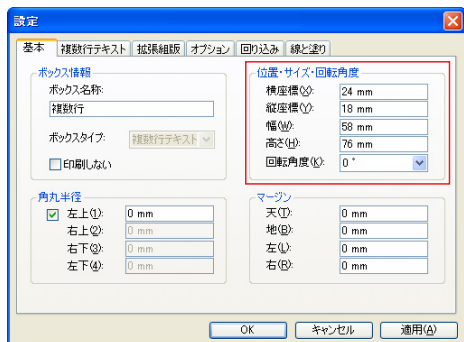 設定
基本 複数行テキスト 拡張組版 オプション 回り込み 線と塗り
ボックス情報
ボックス名称:
複数行
ボックスタイプ: 複数行テキスト
印刷しない
位置・サイズ・回転角度
横座標(X): 24 mm
縦座標(Y): 18 mm
幅(W): 58 mm
高さ(H): 76 mm
回転角度(K): 0 °
角丸半径
左上(1): 0 mm
右上(2): 0 mm
右下(3): 0 mm
左下(4): 0 mm
マージン
天(T): 0 mm
地(B): 0 mm
左(L): 0 mm
右(R): 0 mm
OK キャンセル 適用(A)